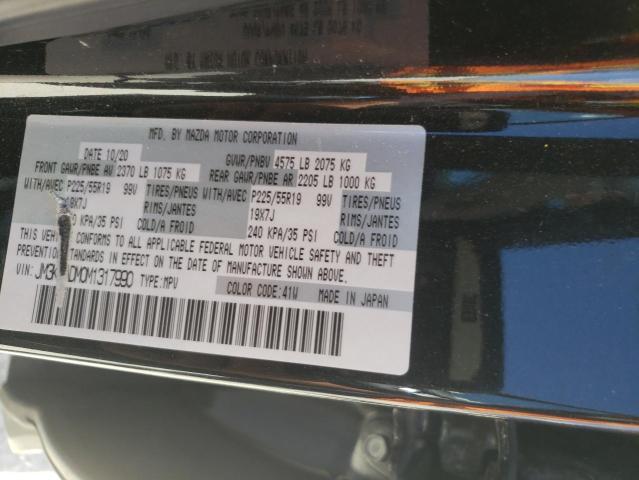 MFD. BY MAZDA MOTOR CORPORATION
DATE 10/20 GVWR/PNBV 4575 LB 2075 KG
FRONT GAWR/PNBE AV 2370 LB 1075 KG REAR GAWR/PNBE AR 2205 LB 1000 KG
WITH/AVEC P225/55R19 99V TIRES/PNEUS WITH/AVEC P225/55R19 99V TIRES/PNEUS
19X7J RIMS/JANTES 19X7J RIMS/JANTES
KPA/35 PSI COLD/A FROID 240 KPA/35 PSI COLD/A FROID
THIS VEHICLE CONFORMS TO ALL APPLICABLE FEDERAL MOTOR VEHICLE SAFETY AND THEFT
PREVENTION STANDARDS IN EFFECT ON THE DATE OF MANUFACTURE SHOWN ABOVE.
VIN: TYPE:MPV COLOR CODE:41W MADE IN JAPAN